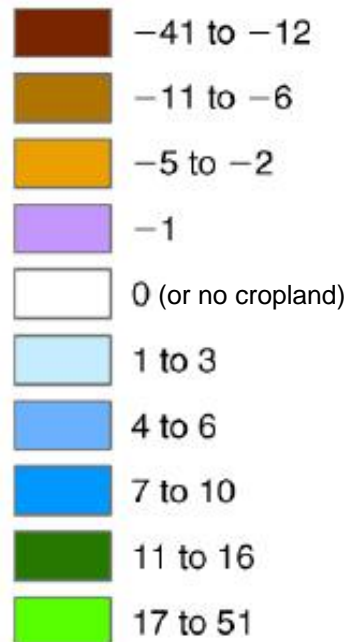 −41 to −12
−11 to −6
−5 to −2
−1
0 (or no cropland)
1 to 3
4 to 6
7 to 10
11 to 16
17 to 51